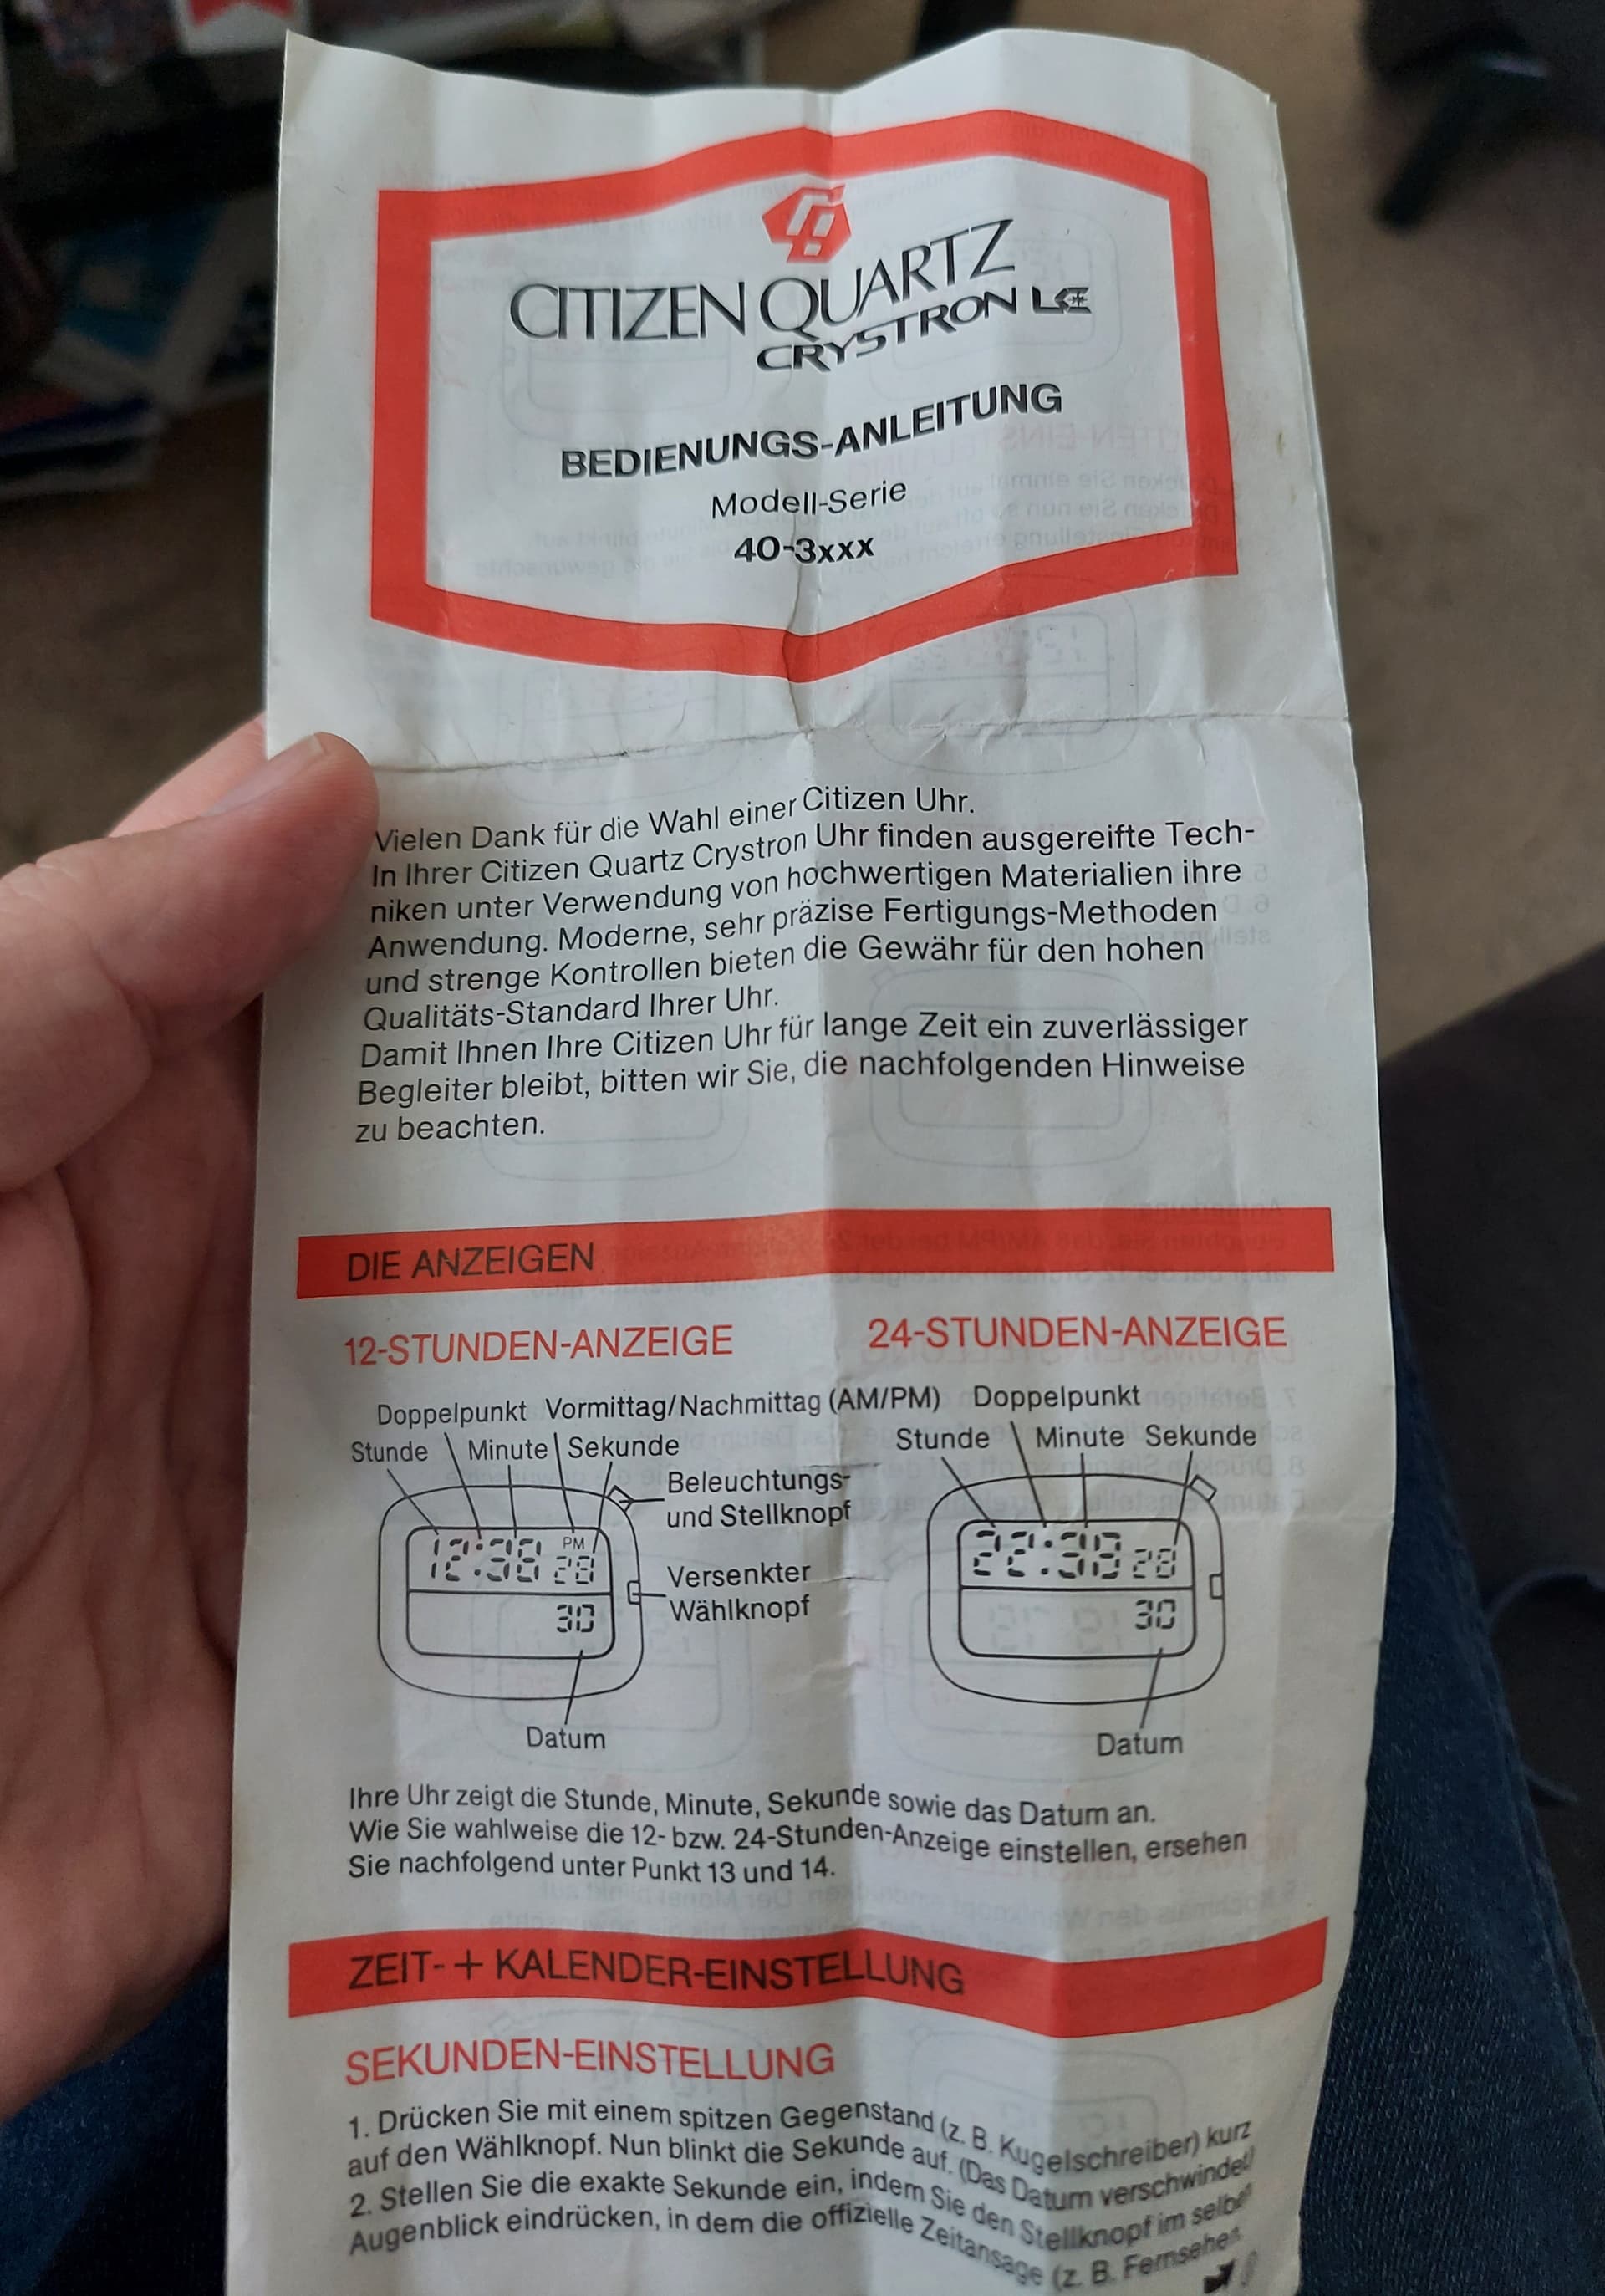 CITIZEN QUARTZ
CRYSTRON LC
BEDIENUNGS-ANLEITUNG
Modell-Serie
40-3xxx
Vielen Dank für die Wahl einer Citizen Uhr.
In Ihrer Citizen Quartz Crystron Uhr finden ausgereifte Tech-
niken unter Verwendung von hochwertigen Materialien ihre
Anwendung. Moderne, sehr präzise Fertigungs-Methoden
und strenge Kontrollen bieten die Gewähr für den hohen
Qualitäts-Standard Ihrer Uhr.
Damit Ihnen Ihre Citizen Uhr für lange Zeit ein zuverlässiger
Begleiter bleibt, bitten wir Sie, die nachfolgenden Hinweise
zu beachten.
DIE ANZEIGEN
12-STUNDEN-ANZEIGE
Doppelpunkt Vormittag/Nachmittag (AM/PM)
Stunde Minute Sekunde
Beleuchtungs-
und Stellknopf
PM
12:38 28
Versenkter
Wählknopf
30
Datum
24-STUNDEN-ANZEIGE
Doppelpunkt
Stunde Minute Sekunde
22:38 28
30
Datum
Ihre Uhr zeigt die Stunde, Minute, Sekunde sowie das Datum an.
Wie Sie wahlweise die 12- bzw. 24-Stunden-Anzeige einstellen, ersehen
Sie nachfolgend unter Punkt 13 und 14.
ZEIT- + KALENDER-EINSTELLUNG
SEKUNDEN-EINSTELLUNG
1. Drücken Sie mit einem spitzen Gegenstand (z. B. Kugelschreiber) kurz
auf den Wählknopf. Nun blinkt die Sekunde auf. (Das Datum verschwindet)
2. Stellen Sie die exakte Sekunde ein, indem Sie den Stellknopf im
Augenblick eindrücken, in dem die offizielle Zeitansage (z. B.